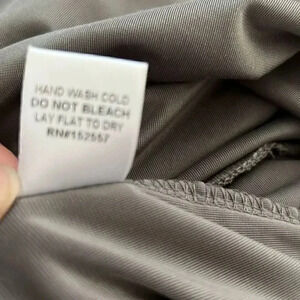 HAND WASH COLD
DO NOT BLEACH
LAY FLAT TO DRY
RN#152557